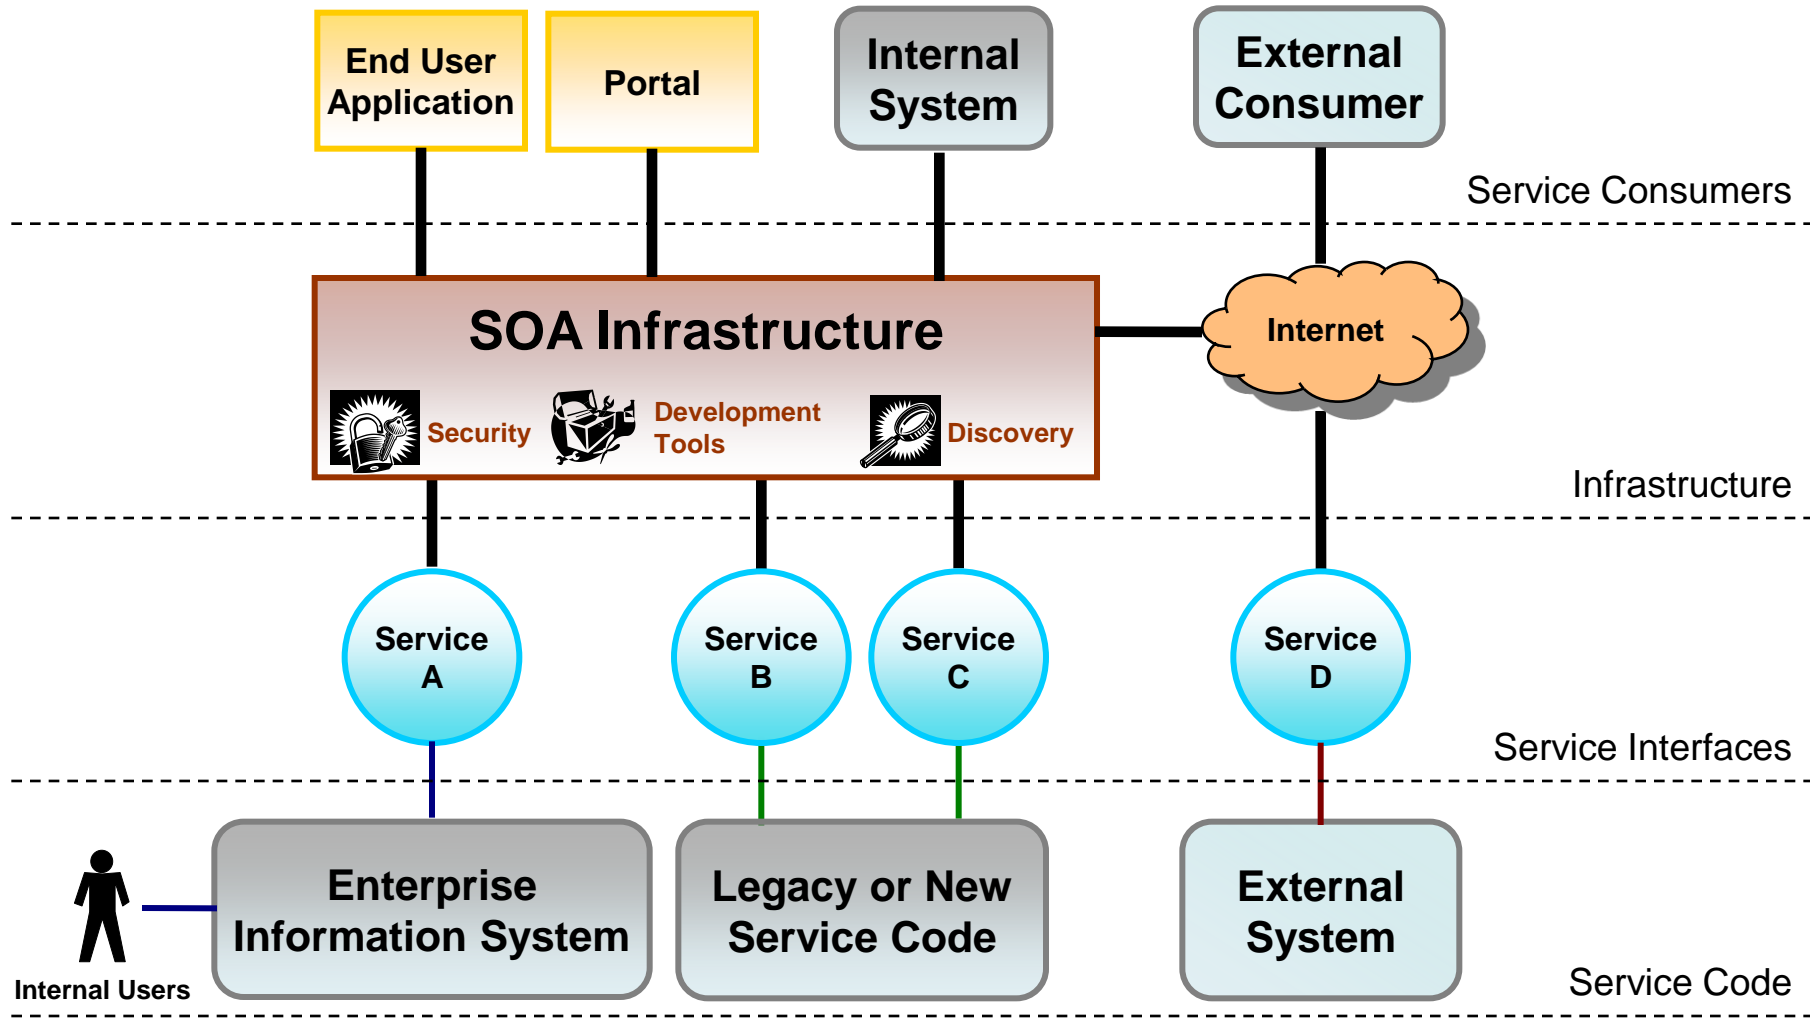 End User
Application
Portal
Internal
System
External
Consumer
Service Consumers
SOA Infrastructure
Internet
Security
Development
Tools
Discovery
Infrastructure
Service
A
Service
B
Service
C
Service
D
Service Interfaces
Enterprise
Information System
Legacy or New
Service Code
External
System
Internal Users
Service Code